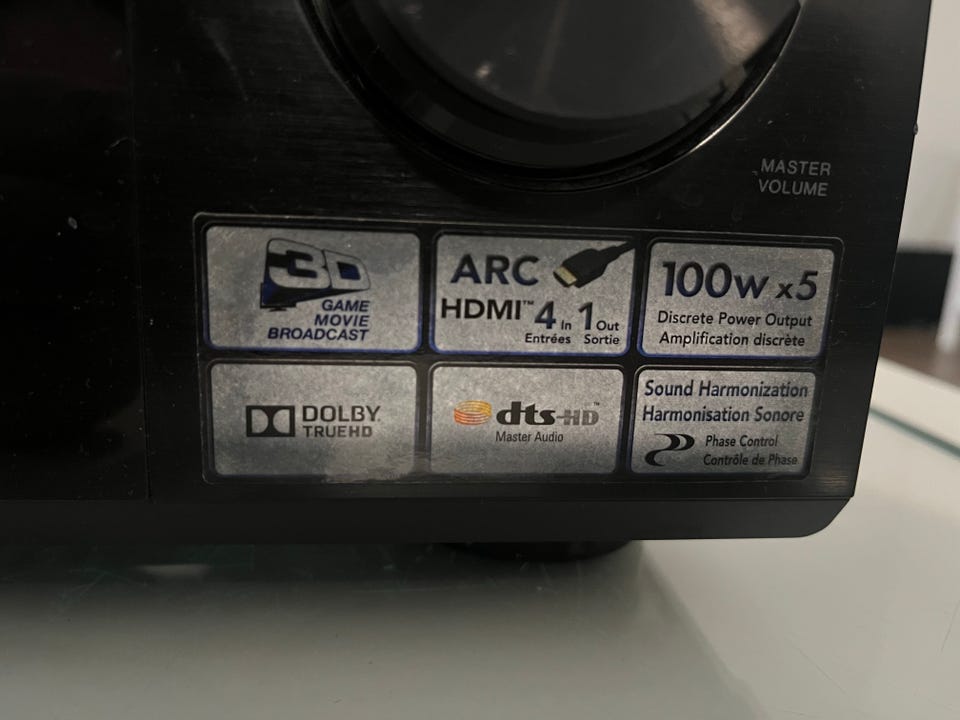 MASTER
VOLUME
3D
GAME
MOVIE
BROADCAST
ARC
HDMI™ 4 In 1 Out
Entrées Sortie
100W x5
Discrete Power Output
Amplification discrète
DOLBY®
TRUEHD
dts-HD™
Master Audio
Sound Harmonization
Harmonisation Sonore
Phase Control
Contrôle de Phase